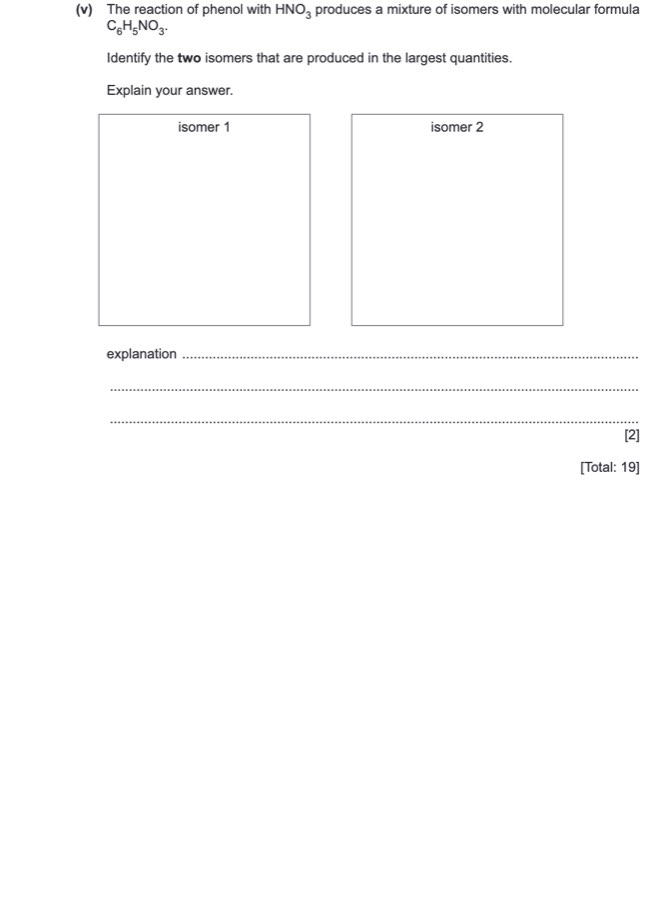 (v) The reaction of phenol with HNO₃ produces a mixture of isomers with molecular formula
C₆H₅NO₃.
Identify the two isomers that are produced in the largest quantities.
Explain your answer.
isomer 1
isomer 2
explanation ..........................................................................................
..........................................................................................
..........................................................................................
[2]
[Total: 19]